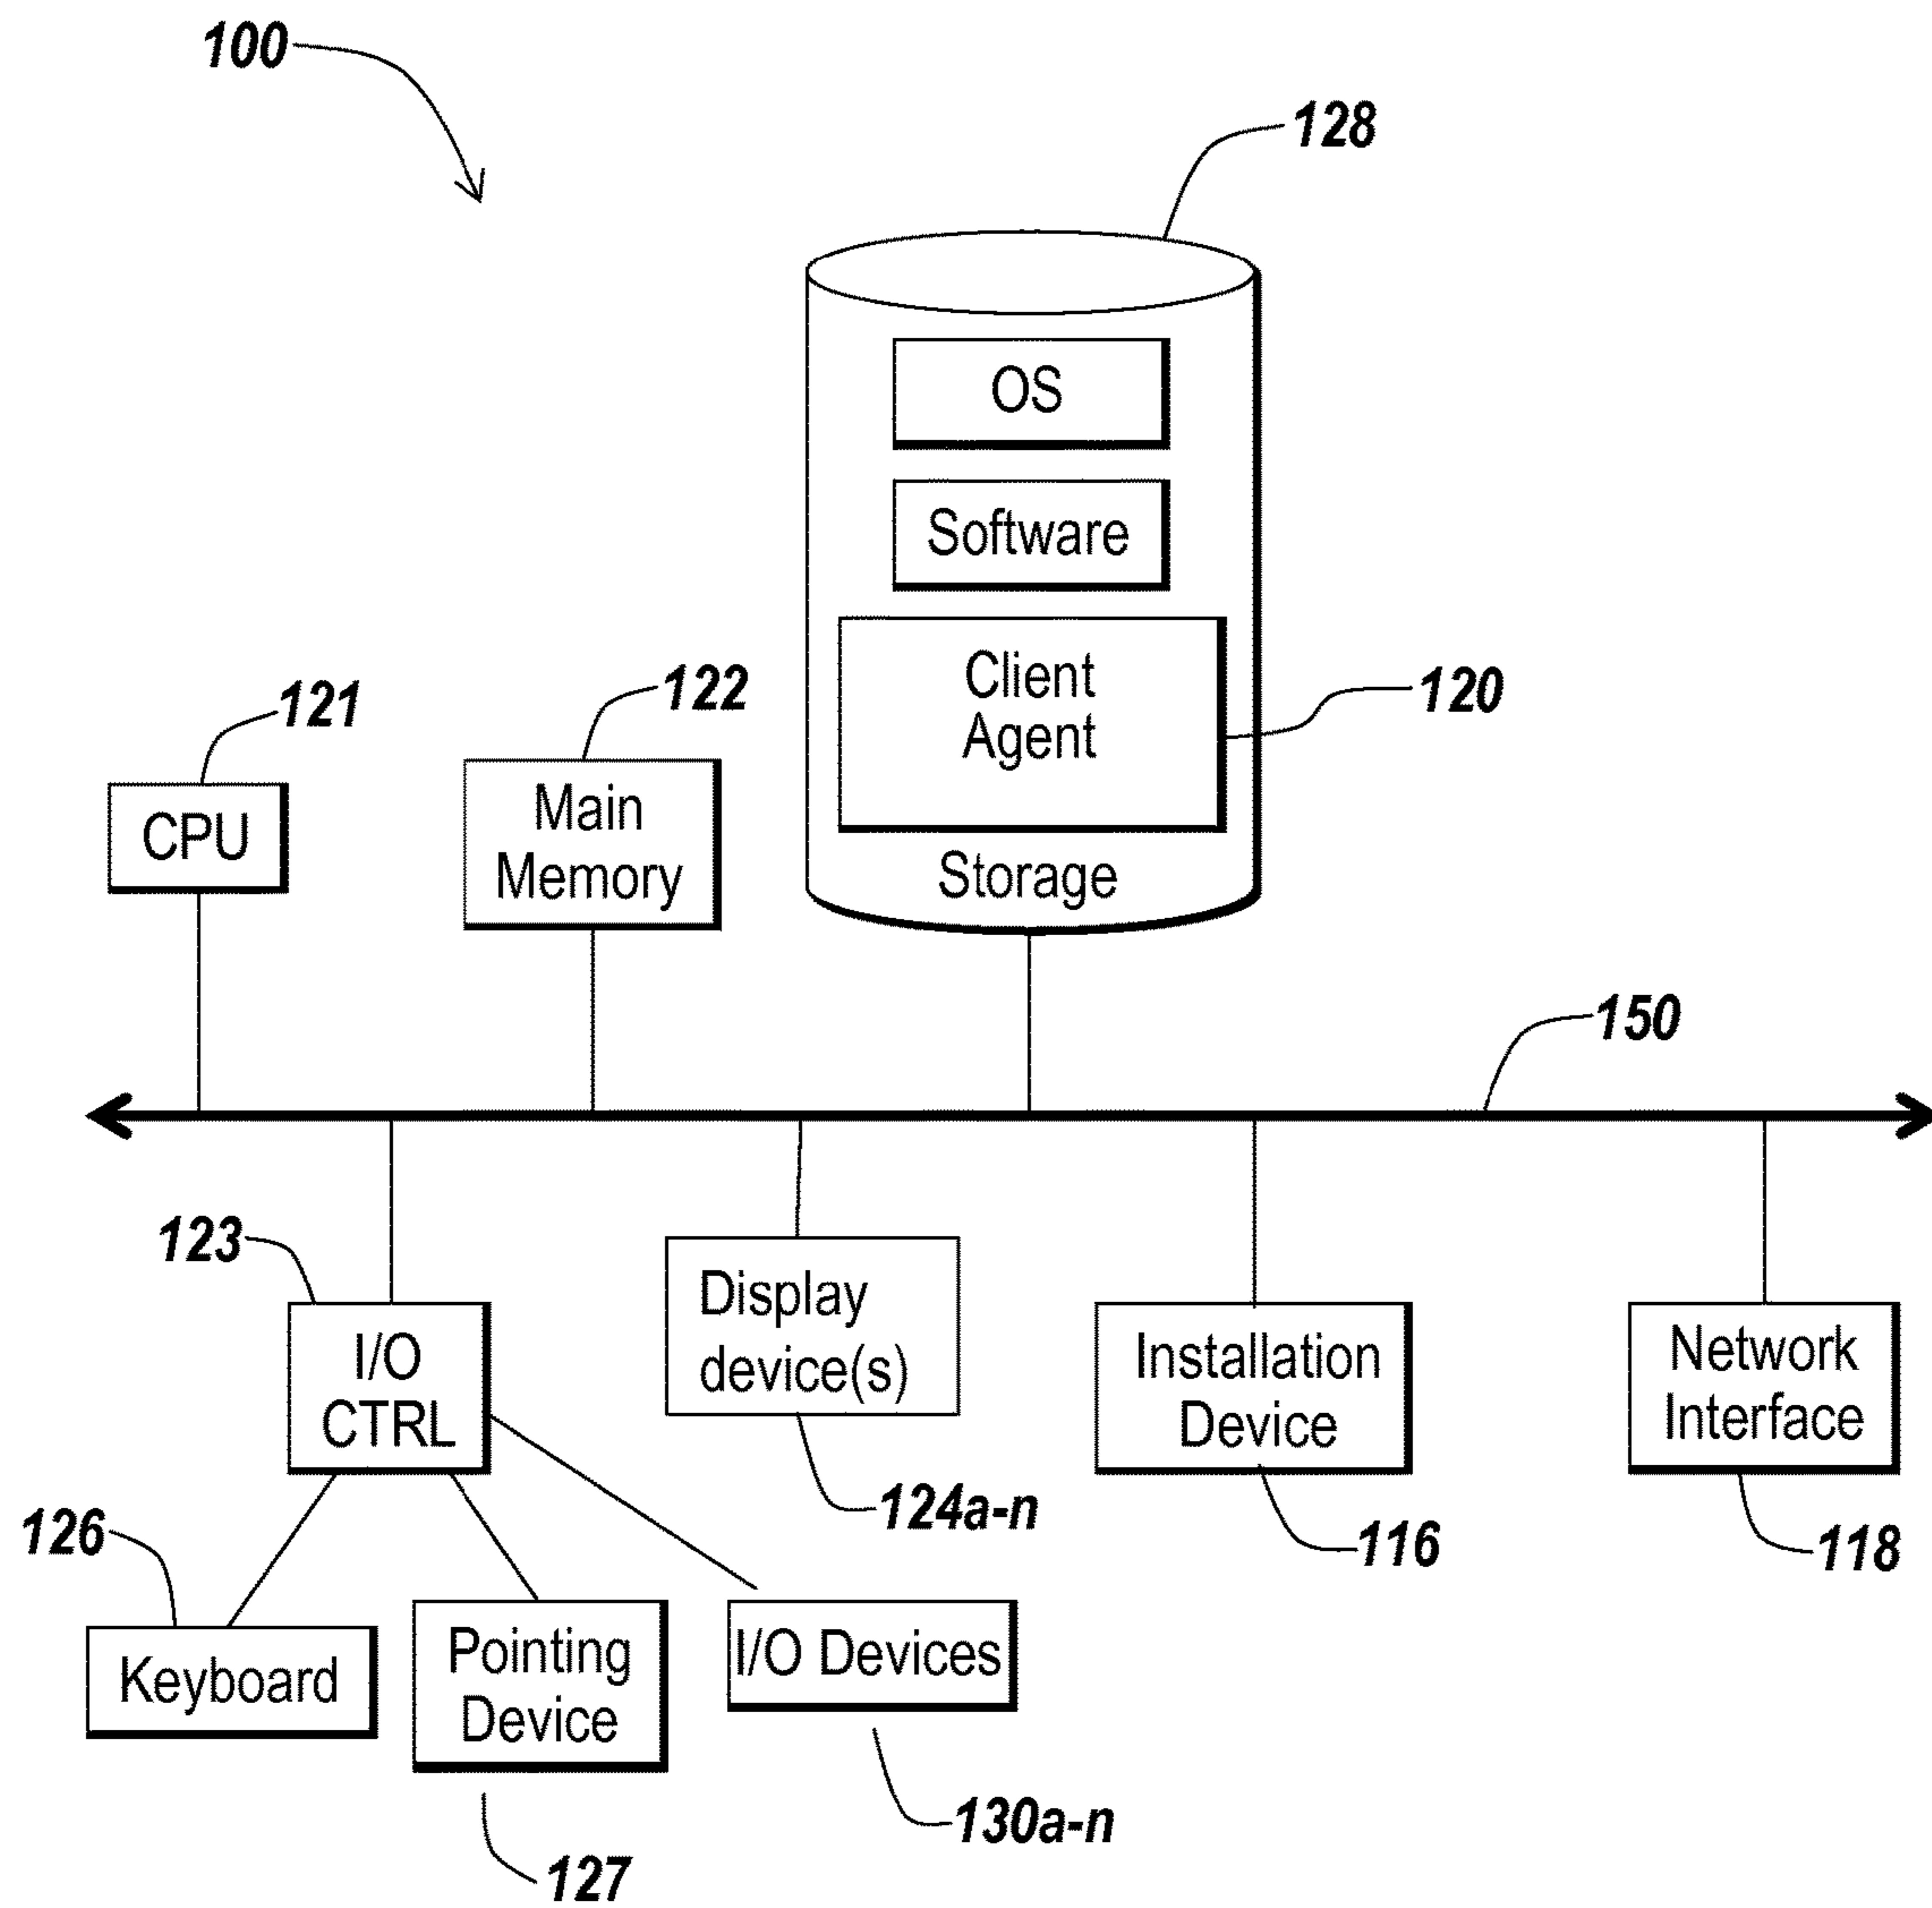 100
128
OS
Software
Client
Agent
120
Storage
121
CPU
122
Main
Memory
150
123
I/O
CTRL
Display
device(s)
124a-n
Installation
Device
116
Network
Interface
118
126
Keyboard
Pointing
Device
127
I/O Devices
130a-n